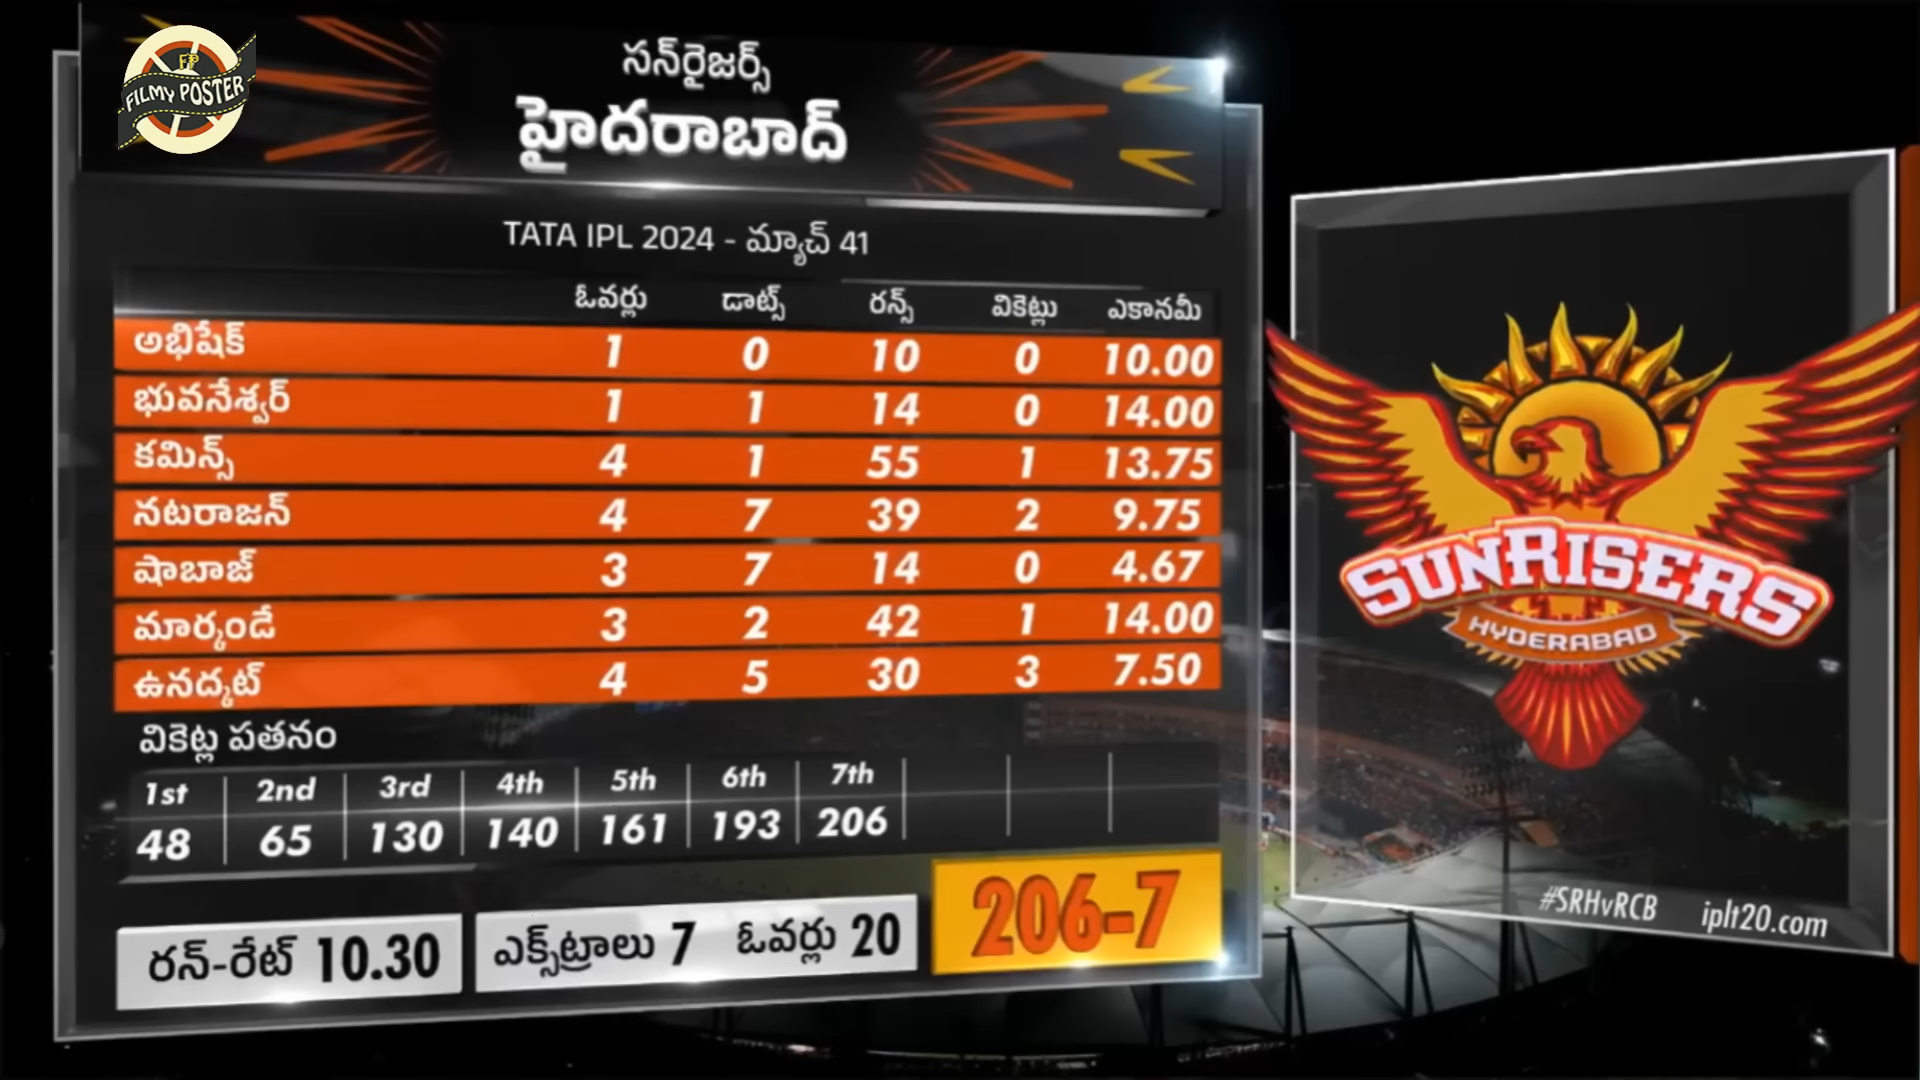 FP
FILMY POSTER
సన్‌రైజర్స్
హైదరాబాద్
TATA IPL 2024 - మ్యాచ్ 41
ఓవర్లు డాట్స్ రన్స్ వికెట్లు ఎకానమీ
అభిషేక్ 1 0 10 0 10.00
భువనేశ్వర్ 1 1 14 0 14.00
కమిన్స్ 4 1 55 1 13.75
నటరాజన్ 4 7 39 2 9.75
షాబాజ్ 3 7 14 0 4.67
మార్కండే 3 2 42 1 14.00
ఉనద్కట్ 4 5 30 3 7.50
వికెట్ల పతనం
1st 2nd 3rd 4th 5th 6th 7th
48 65 130 140 161 193 206
రన్-రేట్ 10.30 ఎక్స్‌ట్రాలు 7 ఓవర్లు 20 206-7
SUNRISERS
HYDERABAD
#SRHvRCB iplt20.com